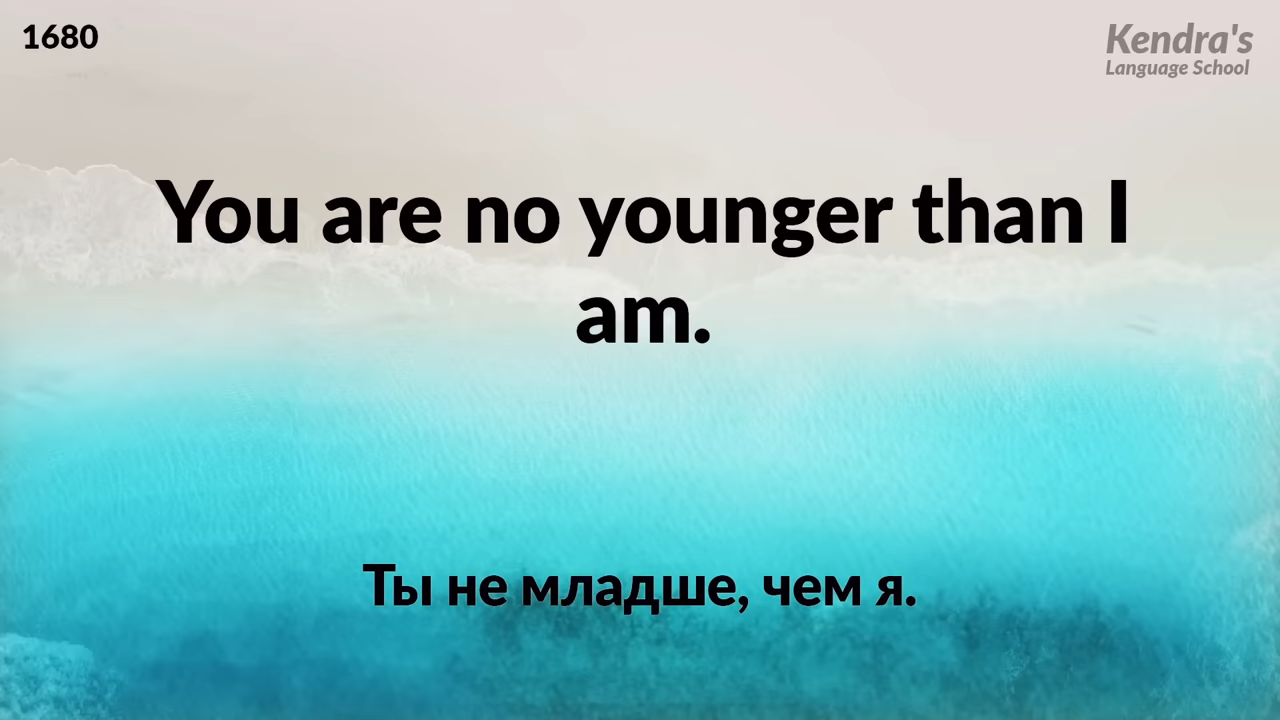 1680
Kendra's
Language School
You are no younger than I
am.
Ты не младше, чем я.